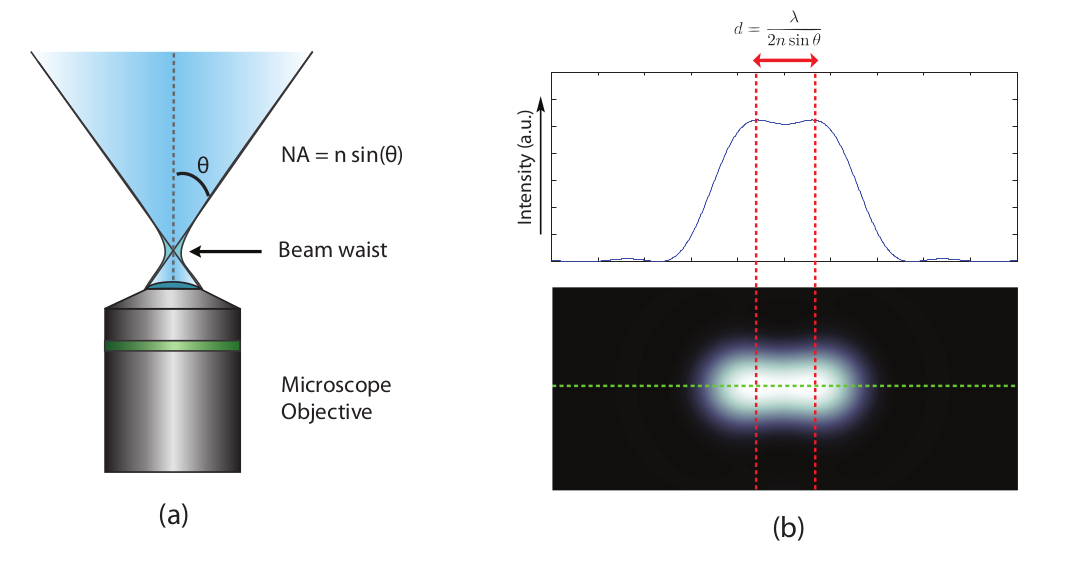 θ
NA = n sin(θ)
Beam waist
Microscope
Objective
(a)
d = λ / 2n sin θ
Intensity (a.u.)
(b)